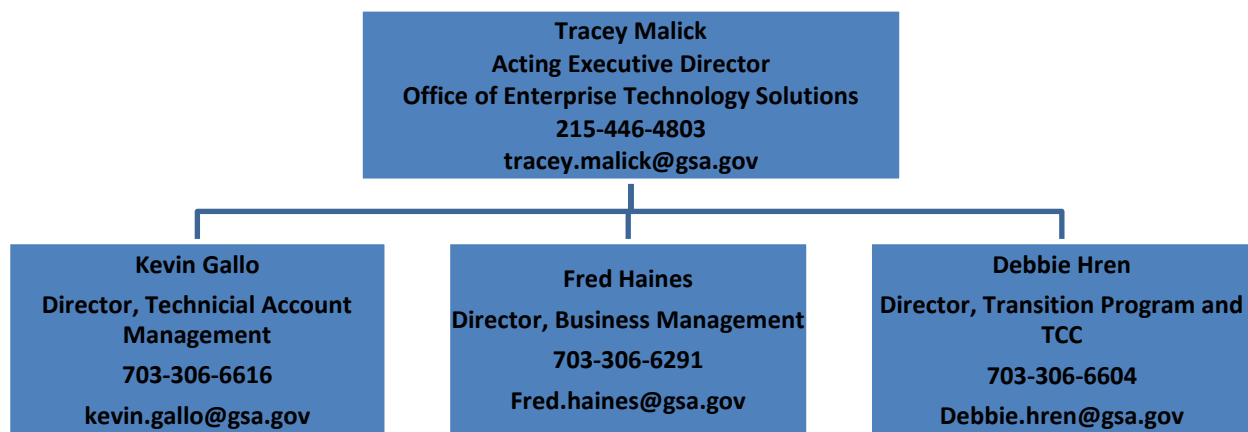 Tracey Malick
Acting Executive Director
Office of Enterprise Technology Solutions
215-446-4803
tracey.malick@gsa.gov
Kevin Gallo
Director, Technicial Account
Management
703-306-6616
kevin.gallo@gsa.gov
Fred Haines
Director, Business Management
703-306-6291
Fred.haines@gsa.gov
Debbie Hren
Director, Transition Program and
TCC
703-306-6604
Debbie.hren@gsa.gov